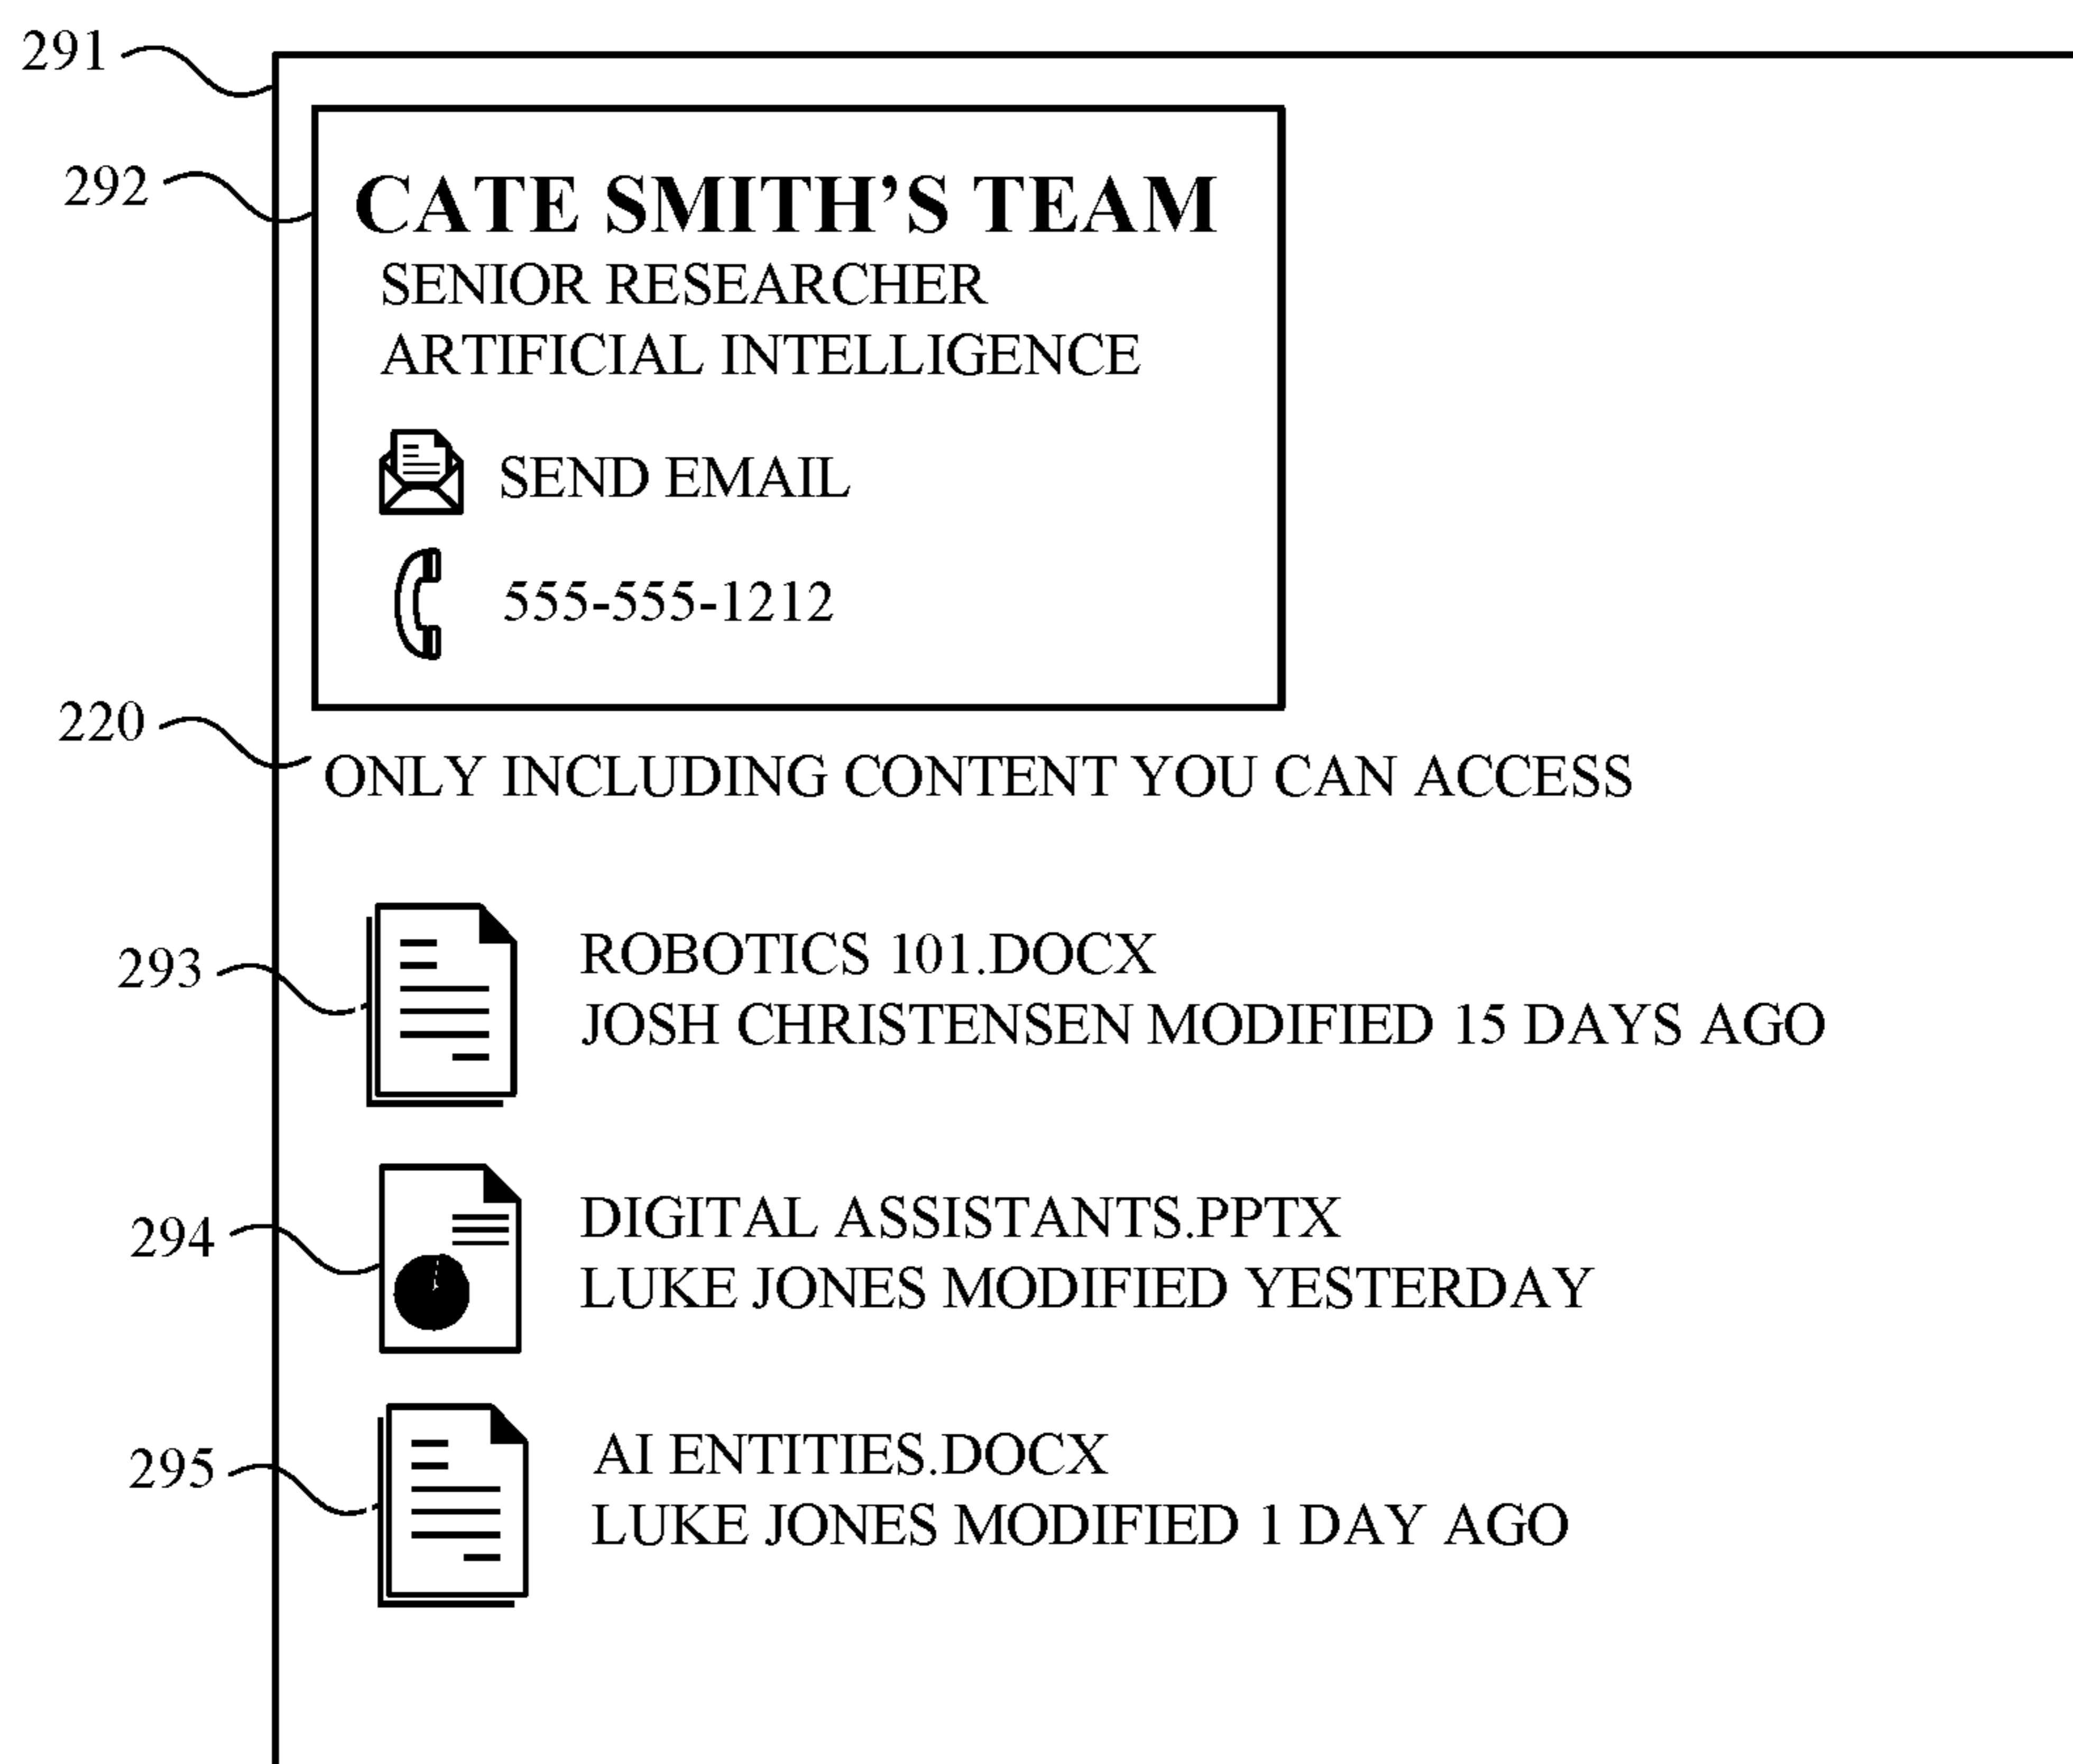 291
292
CATE SMITH’S TEAM
SENIOR RESEARCHER
ARTIFICIAL INTELLIGENCE
SEND EMAIL
555-555-1212
220
ONLY INCLUDING CONTENT YOU CAN ACCESS
293
ROBOTICS 101.DOCX
JOSH CHRISTENSEN MODIFIED 15 DAYS AGO
294
DIGITAL ASSISTANTS.PPTX
LUKE JONES MODIFIED YESTERDAY
295
AI ENTITIES.DOCX
LUKE JONES MODIFIED 1 DAY AGO